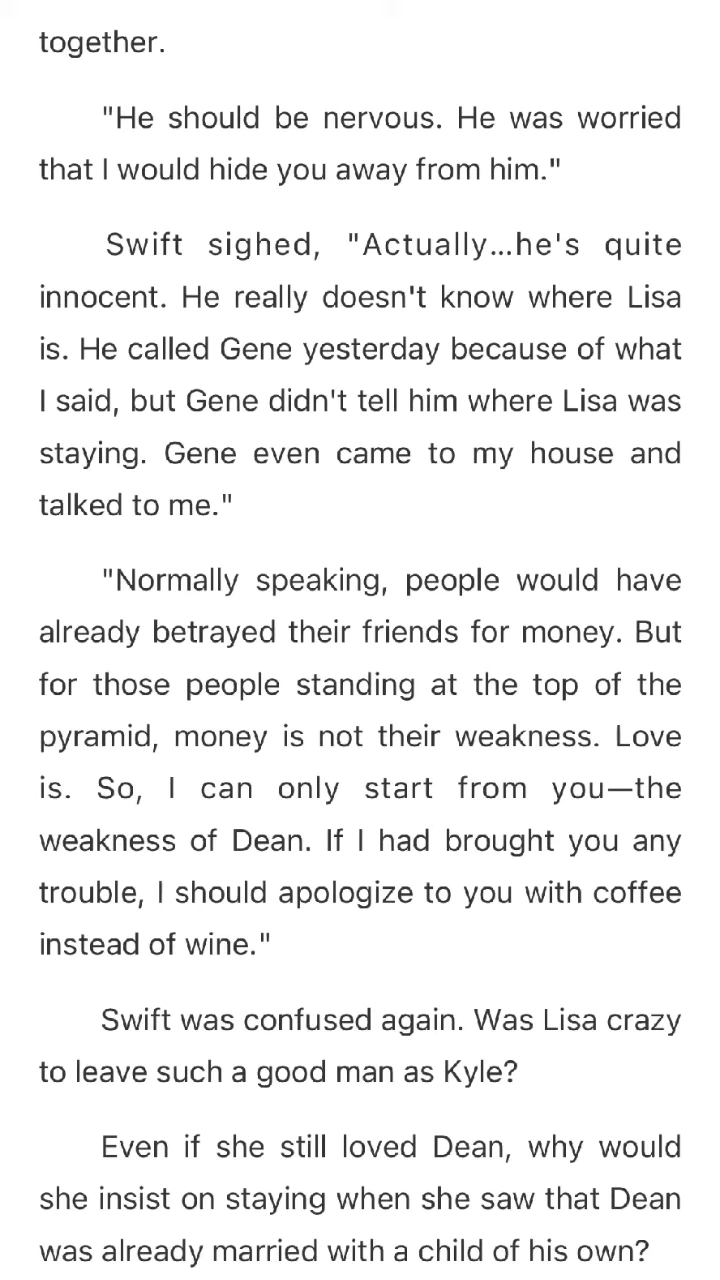 together.
"He should be nervous. He was worried
that I would hide you away from him."
Swift sighed, "Actually...he's quite
innocent. He really doesn't know where Lisa
is. He called Gene yesterday because of what
I said, but Gene didn't tell him where Lisa was
staying. Gene even came to my house and
talked to me."
"Normally speaking, people would have
already betrayed their friends for money. But
for those people standing at the top of the
pyramid, money is not their weakness. Love
is. So, I can only start from you—the
weakness of Dean. If I had brought you any
trouble, I should apologize to you with coffee
instead of wine."
Swift was confused again. Was Lisa crazy
to leave such a good man as Kyle?
Even if she still loved Dean, why would
she insist on staying when she saw that Dean
was already married with a child of his own?